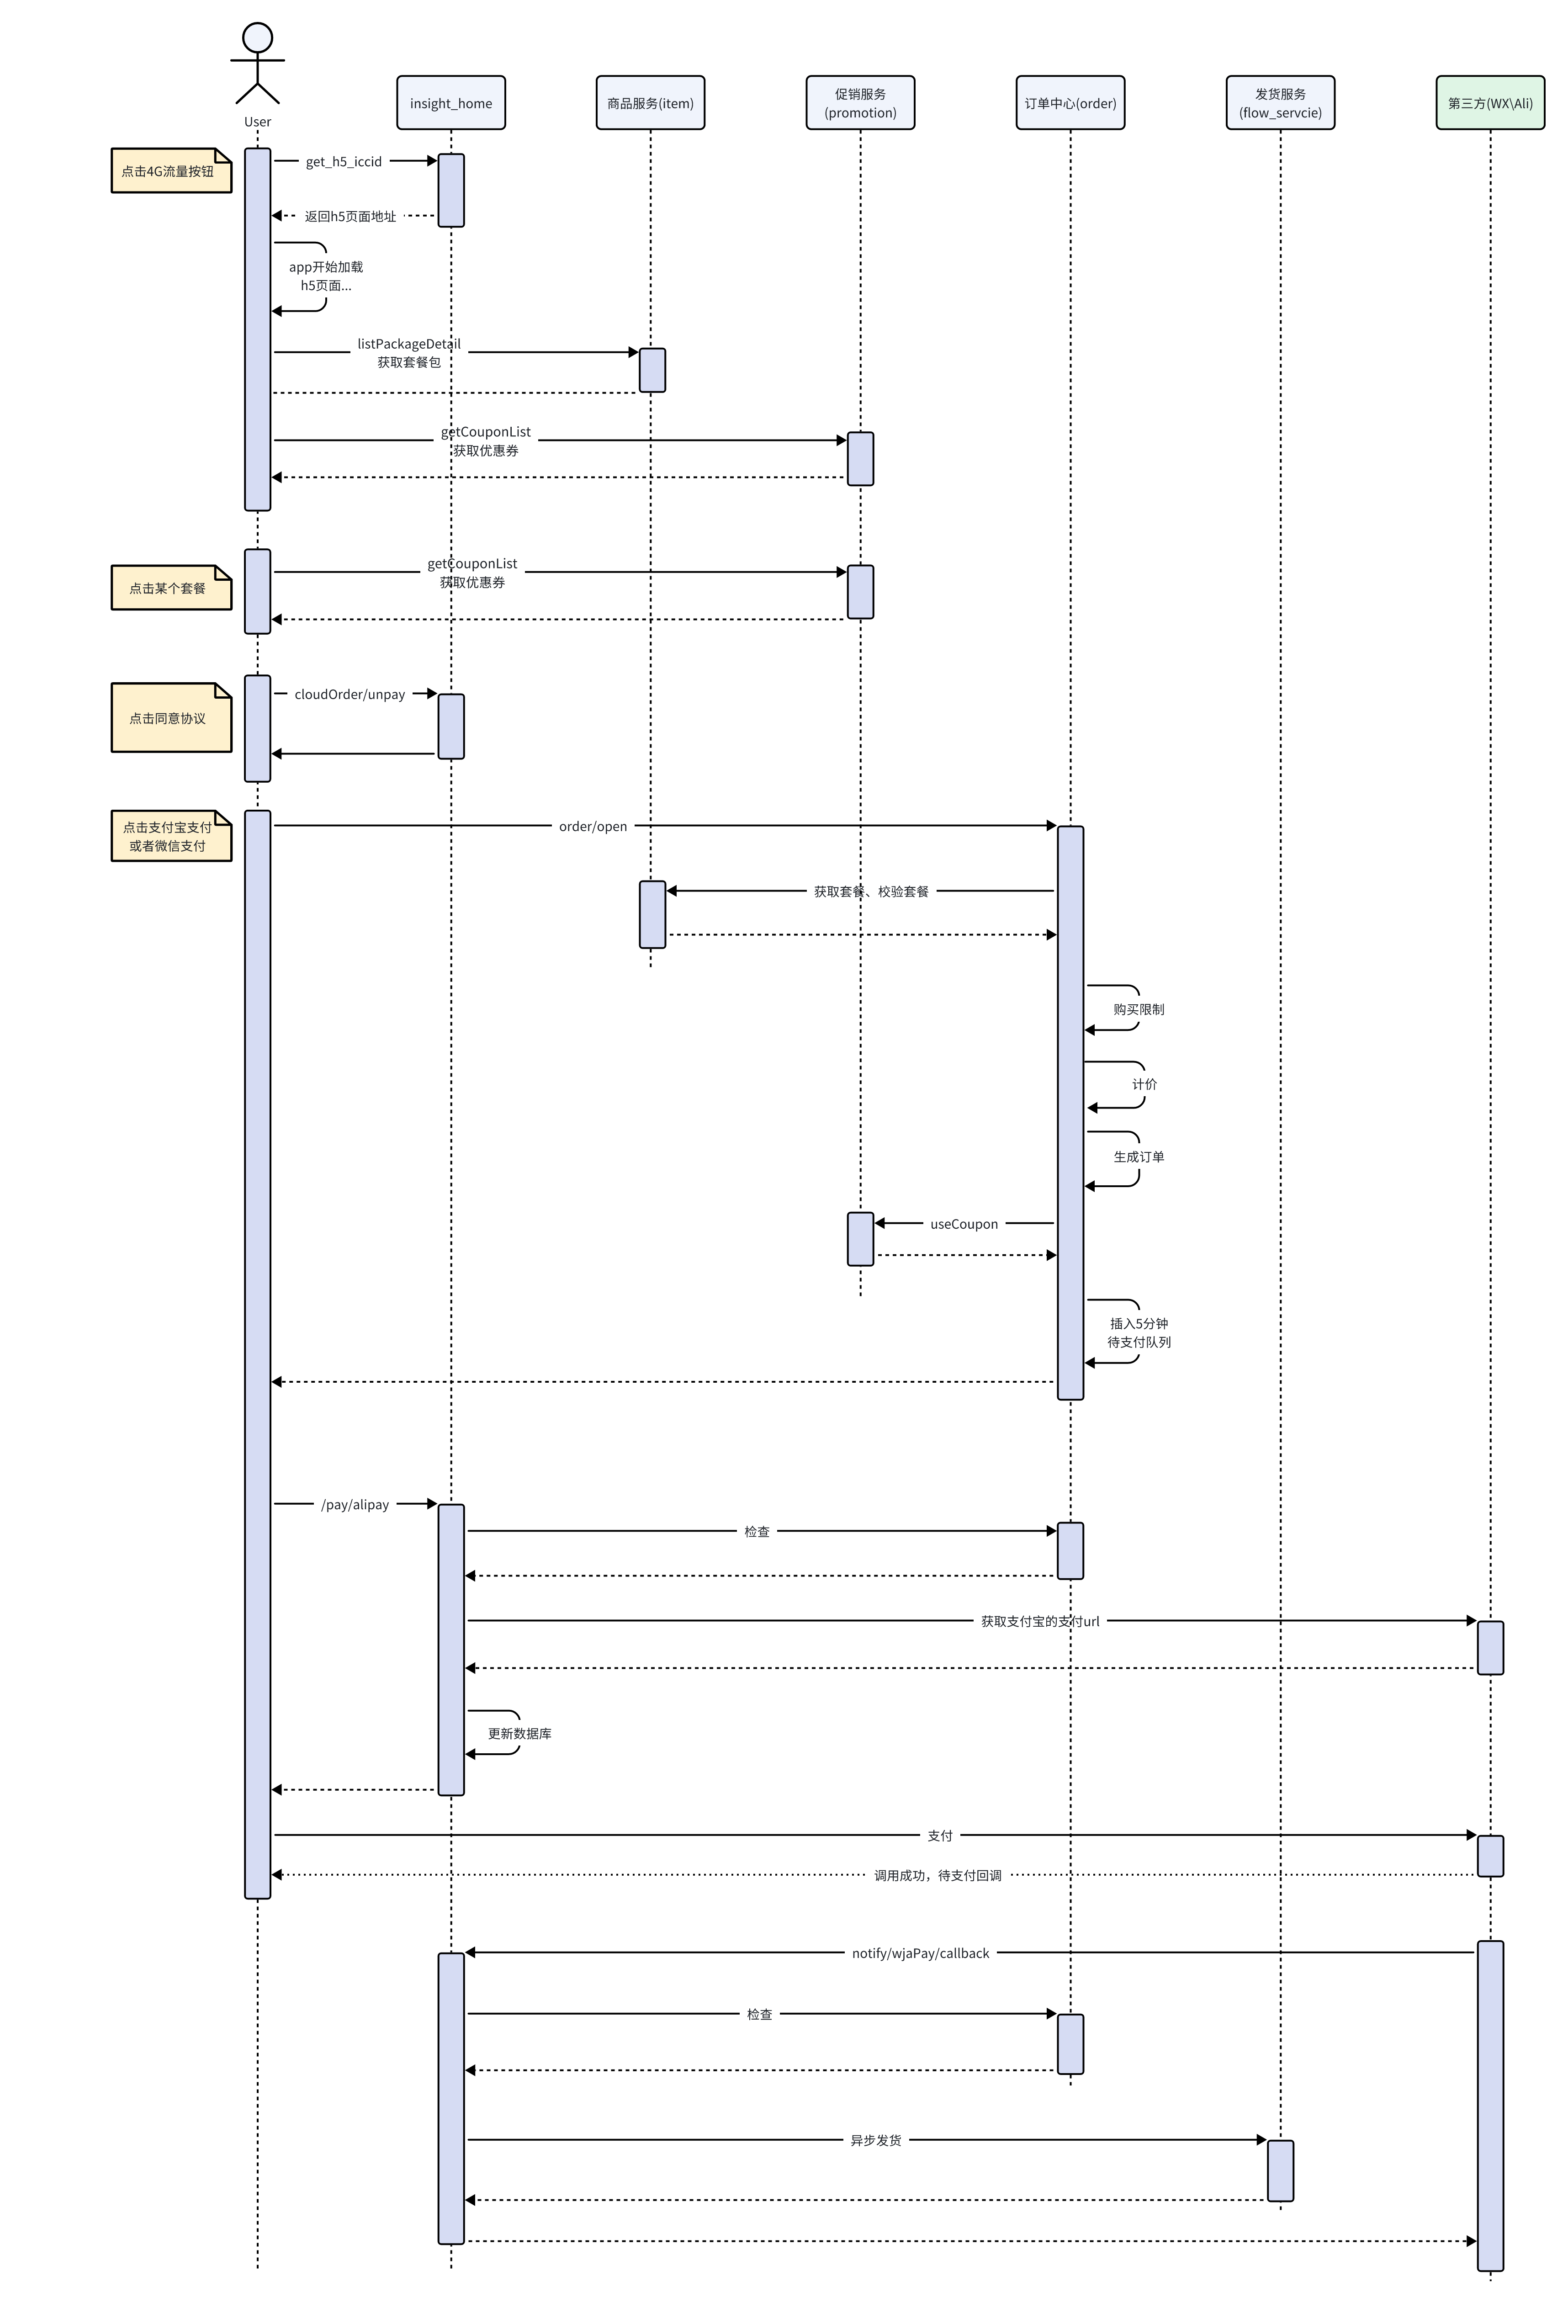 User
insight_home
商品服务(item)
促销服务
(promotion)
订单中心(order)
发货服务
(flow_servcie)
第三方(WX\Ali)
点击4G流量按钮
get_h5_iccid
返回h5页面地址
app开始加载
h5页面...
listPackageDetail
获取套餐包
getCouponList
获取优惠券
点击某个套餐
getCouponList
获取优惠券
点击同意协议
cloudOrder/unpay
点击支付宝支付
或者微信支付
order/open
获取套餐、校验套餐
购买限制
计价
生成订单
useCoupon
插入5分钟
待支付队列
/pay/alipay
检查
获取支付宝的支付url
更新数据库
支付
调用成功，待支付回调
notify/wjaPay/callback
检查
异步发货